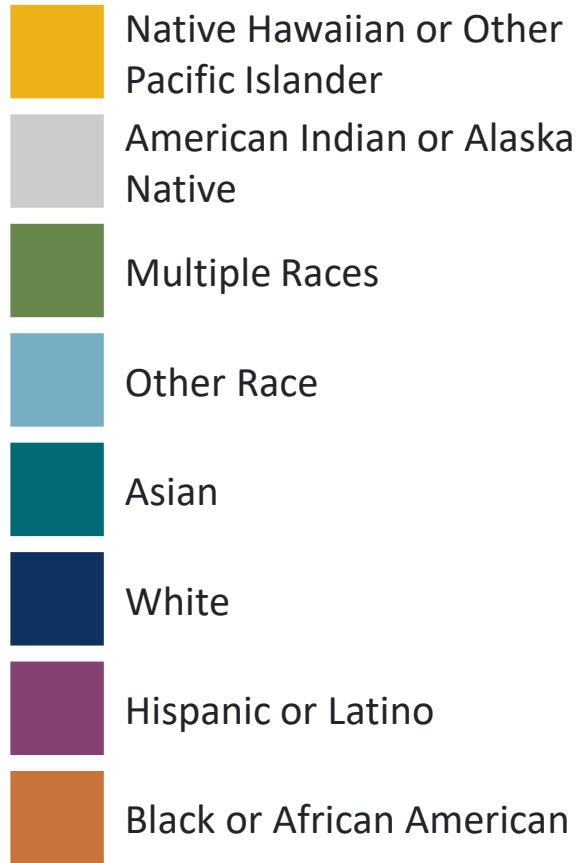 Native Hawaiian or Other
Pacific Islander
American Indian or Alaska
Native
Multiple Races
Other Race
Asian
White
Hispanic or Latino
Black or African American